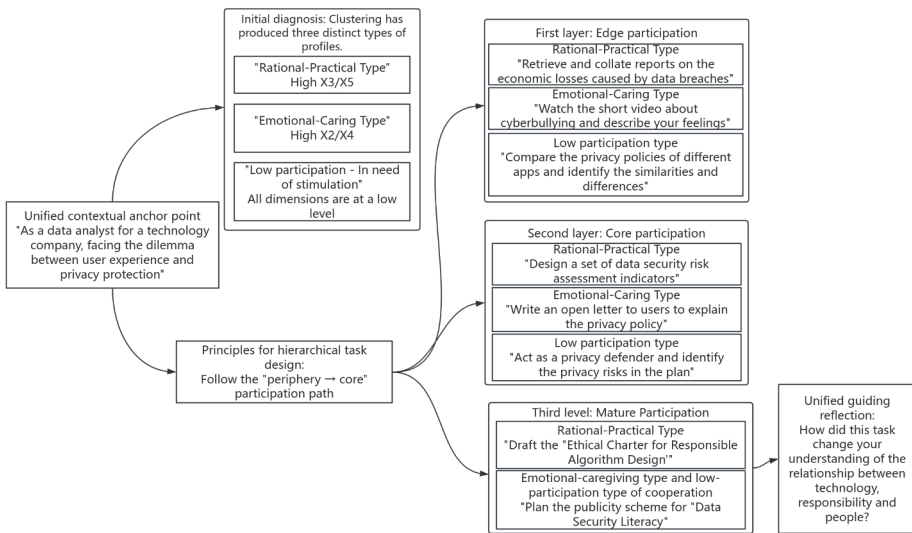 Unified contextual anchor point
"As a data analyst for a technology
company, facing the dilemma
between user experience and
privacy protection"
Initial diagnosis: Clustering has
produced three distinct types of
profiles.
"Rational-Practical Type"
High X3/X5
"Emotional-Caring Type"
High X2/X4
"Low participation - In need
of stimulation"
All dimensions are at a low
level
Principles for hierarchical task
design:
Follow the "periphery → core"
participation path
First layer: Edge participation
Rational-Practical Type
"Retrieve and collate reports on the
economic losses caused by data breaches"
Emotional-Caring Type
"Watch the short video about
cyberbullying and describe your feelings"
Low participation type
"Compare the privacy policies of different
apps and identify the similarities and
differences"
Second layer: Core participation
Rational-Practical Type
"Design a set of data security risk
assessment indicators"
Emotional-Caring Type
"Write an open letter to users to explain
the privacy policy"
Low participation type
"Act as a privacy defender and identify
the privacy risks in the plan"
Third level: Mature Participation
Rational-Practical Type
"Draft the "Ethical Charter for Responsible
Algorithm Design'"
Emotional-caregiving type and low-
participation type of cooperation
"Plan the publicity scheme for "Data
Security Literacy"
Unified guiding
reflection:
How did this task
change your
understanding of the
relationship between
technology,
responsibility and
people?